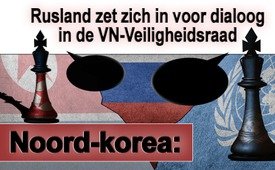 Rusland zet zich in voor dialoog
in de VN-Veiligheidsraad
Noord-korea: